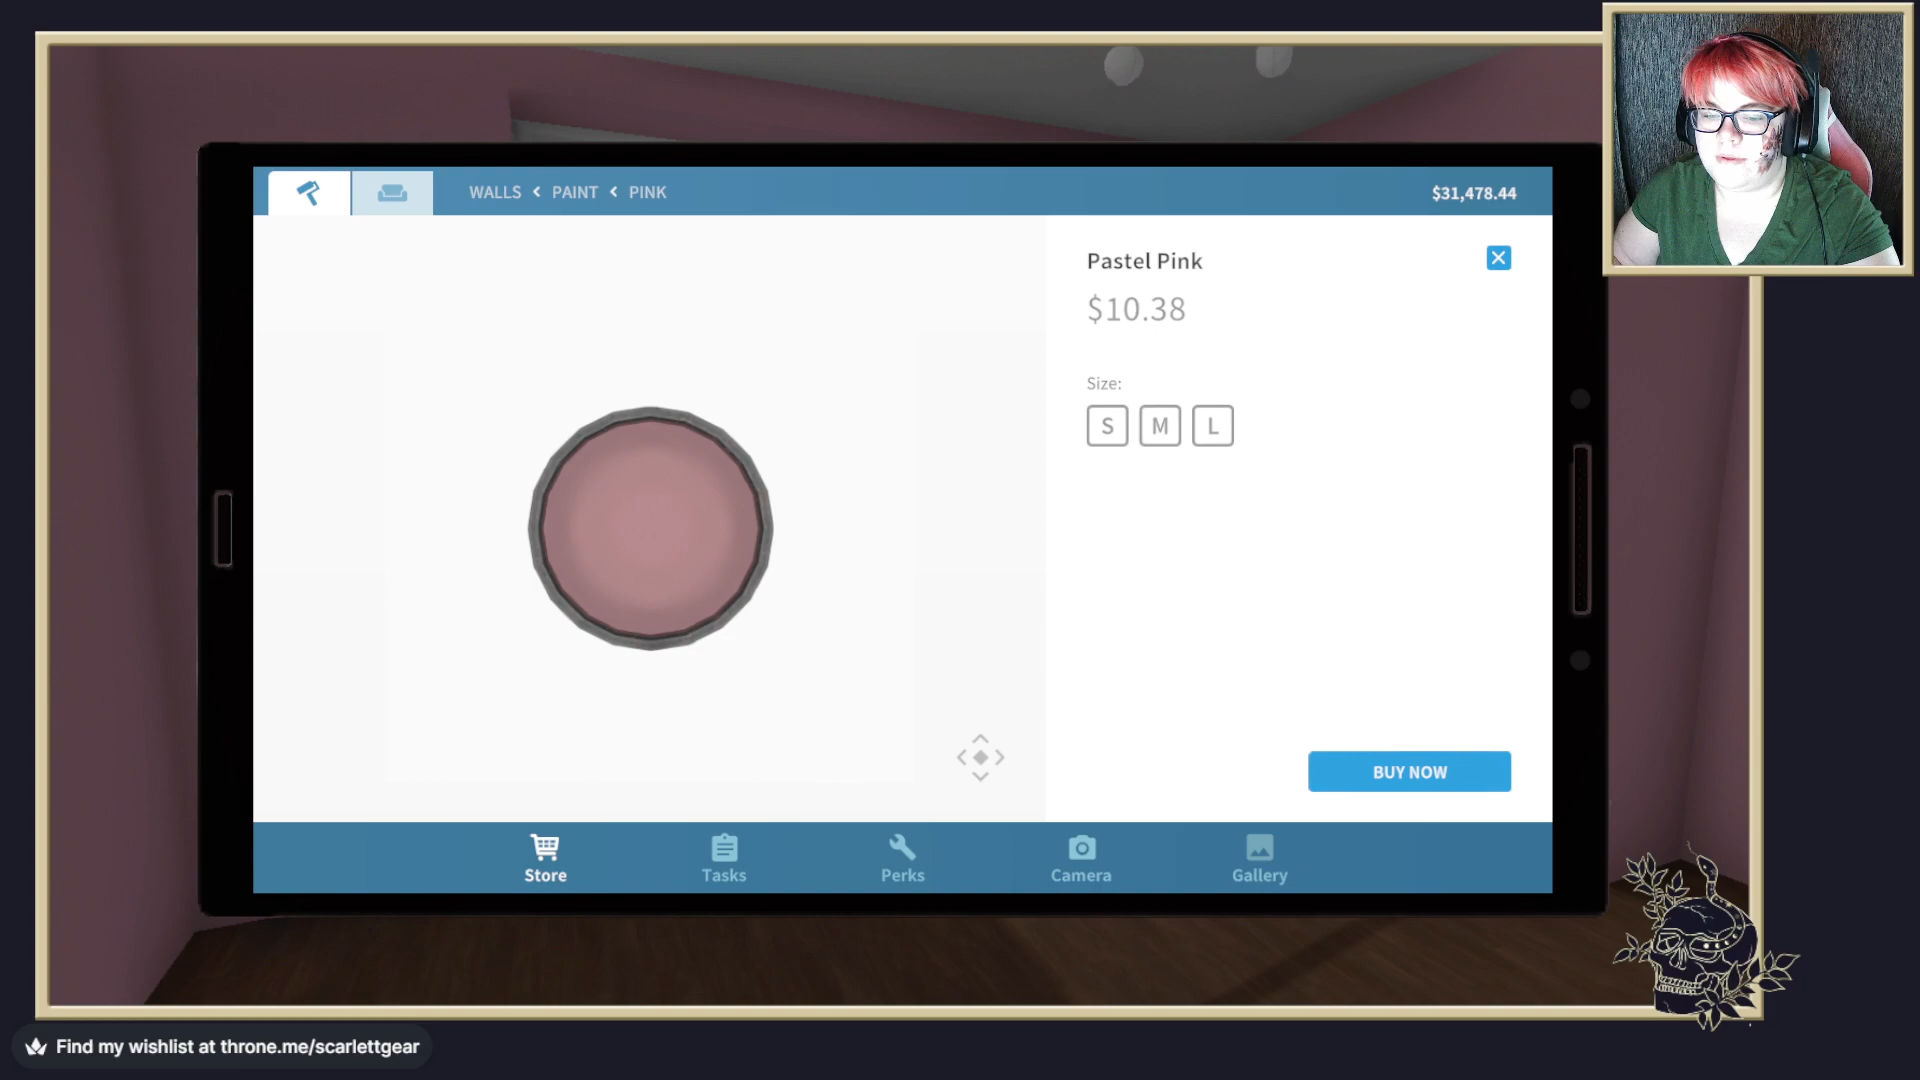 WALLS < PAINT < PINK
$31,478.44
Pastel Pink
$10.38
Size:
S M L
BUY NOW
Store Tasks Perks Camera Gallery
Find my wishlist at throne.me/scarlettgear